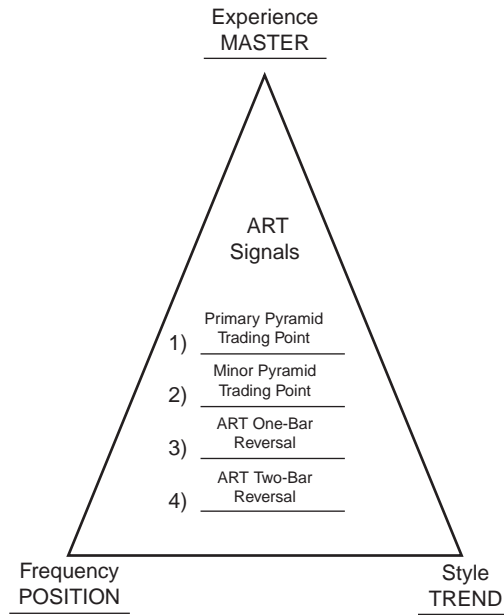 Experience
MASTER
ART
Signals
1) Primary Pyramid
Trading Point
2) Minor Pyramid
Trading Point
3) ART One-Bar
Reversal
4) ART Two-Bar
Reversal
Frequency
POSITION
Style
TREND